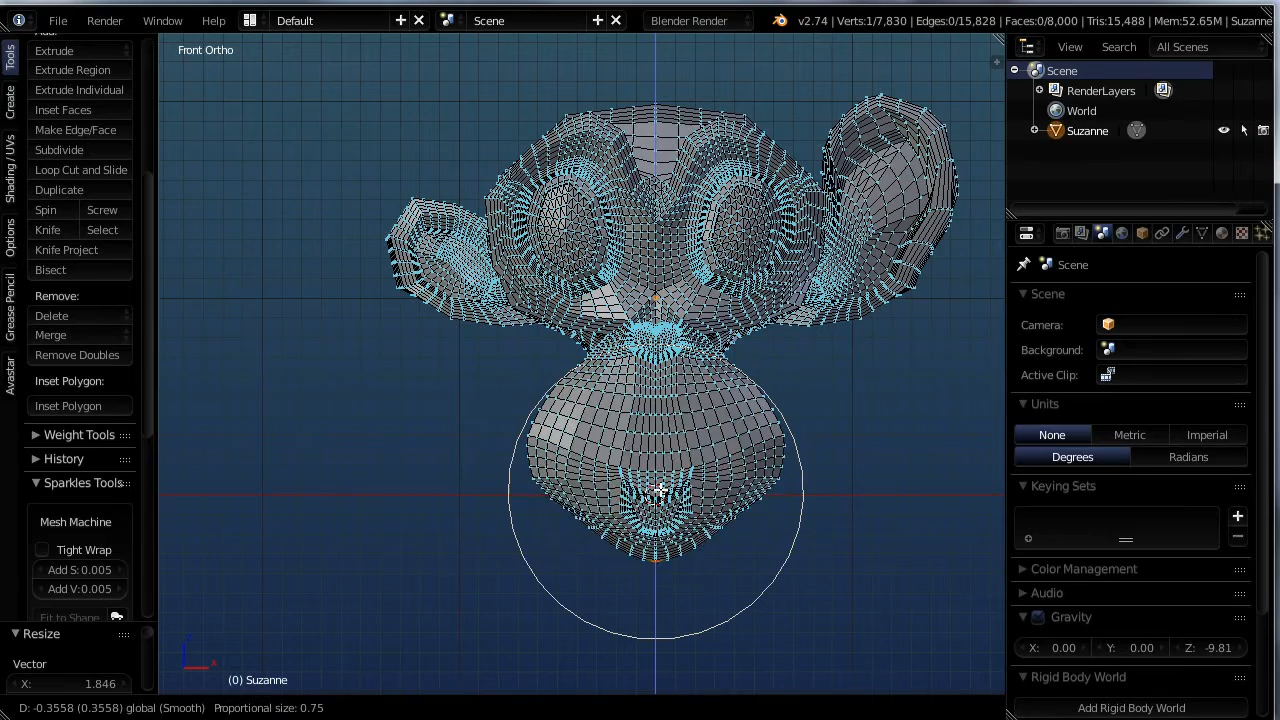 File Render Window Help Default Scene Blender Render v2.74 | Verts:1/7,830 | Edges:0/15,828 | Faces:0/8,000 | Tris:15,488 | Mem:52.65M | Suzanne
Tools
Create
Shading / UVs
Options
Grease Pencil
Avastar
Add:
Extrude
Extrude Region
Extrude Individual
Inset Faces
Make Edge/Face
Subdivide
Loop Cut and Slide
Duplicate
Spin Screw
Knife Select
Knife Project
Bisect
Remove:
Delete
Merge
Remove Doubles
Inset Polygon:
Inset Polygon
Weight Tools
History
Sparkles Tools
Mesh Machine
Tight Wrap
Add S: 0.005
Add V: 0.005
Fit to Shape
Resize
Vector
X: 1.846
Front Ortho
z
x
(0) Suzanne
D: -0.3558 (0.3558) global (Smooth) Proportional size: 0.75
View Search All Scenes
Scene
RenderLayers
World
Suzanne
Scene
Scene
Camera:
Background:
Active Clip:
Units
None Metric Imperial
Degrees Radians
Keying Sets
Color Management
Audio
Gravity
X: 0.00 Y: 0.00 Z: -9.81
Rigid Body World
Add Rigid Body World